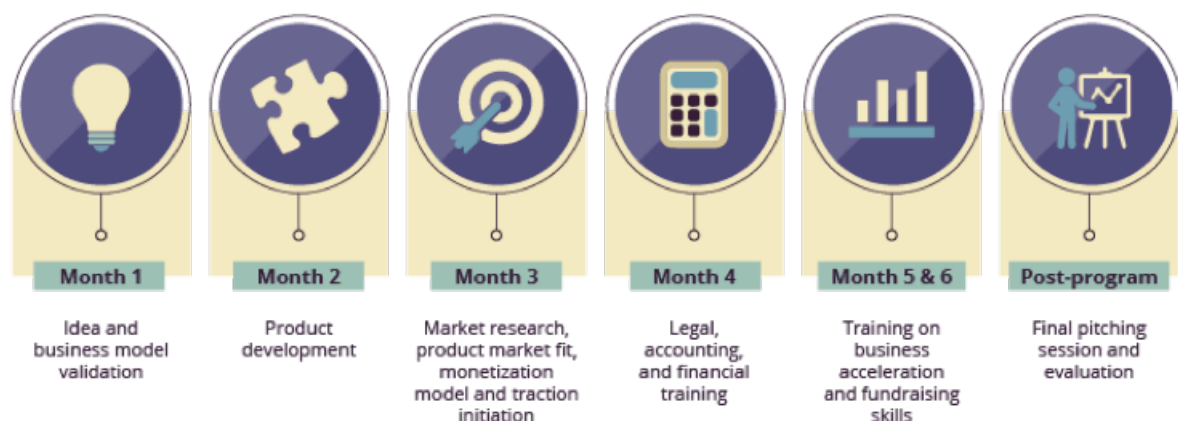 Month 1
Idea and
business model
validation
Month 2
Product
development
Month 3
Market research,
product market fit,
monetization
model and traction
initiation
Month 4
Legal,
accounting,
and financial
training
Month 5 & 6
Training on
business
acceleration
and fundraising
skills
Post-program
Final pitching
session and
evaluation